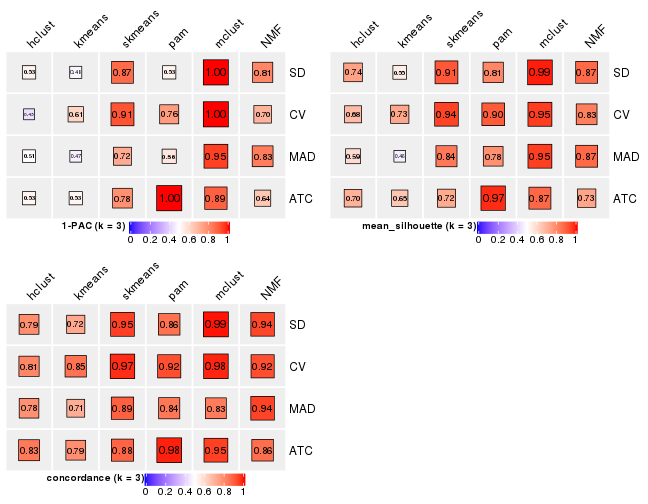 hclust kmeans skmeans pam mclust NMF
0.53 0.48 0.87 0.53 1.00 0.81 SD
0.45 0.61 0.91 0.76 1.00 0.70 CV
0.51 0.47 0.72 0.56 0.95 0.83 MAD
0.53 0.53 0.78 1.00 0.89 0.64 ATC
1-PAC (k = 3)
0 0.2 0.4 0.6 0.8 1
hclust kmeans skmeans pam mclust NMF
0.74 0.55 0.91 0.81 0.99 0.87 SD
0.68 0.73 0.94 0.90 0.95 0.83 CV
0.59 0.46 0.84 0.78 0.95 0.87 MAD
0.70 0.65 0.72 0.97 0.87 0.73 ATC
mean_silhouette (k = 3)
0 0.2 0.4 0.6 0.8 1
hclust kmeans skmeans pam mclust NMF
0.79 0.72 0.95 0.86 0.99 0.94 SD
0.81 0.85 0.97 0.92 0.98 0.92 CV
0.78 0.71 0.89 0.84 0.83 0.94 MAD
0.83 0.79 0.88 0.98 0.95 0.86 ATC
concordance (k = 3)
0 0.2 0.4 0.6 0.8 1